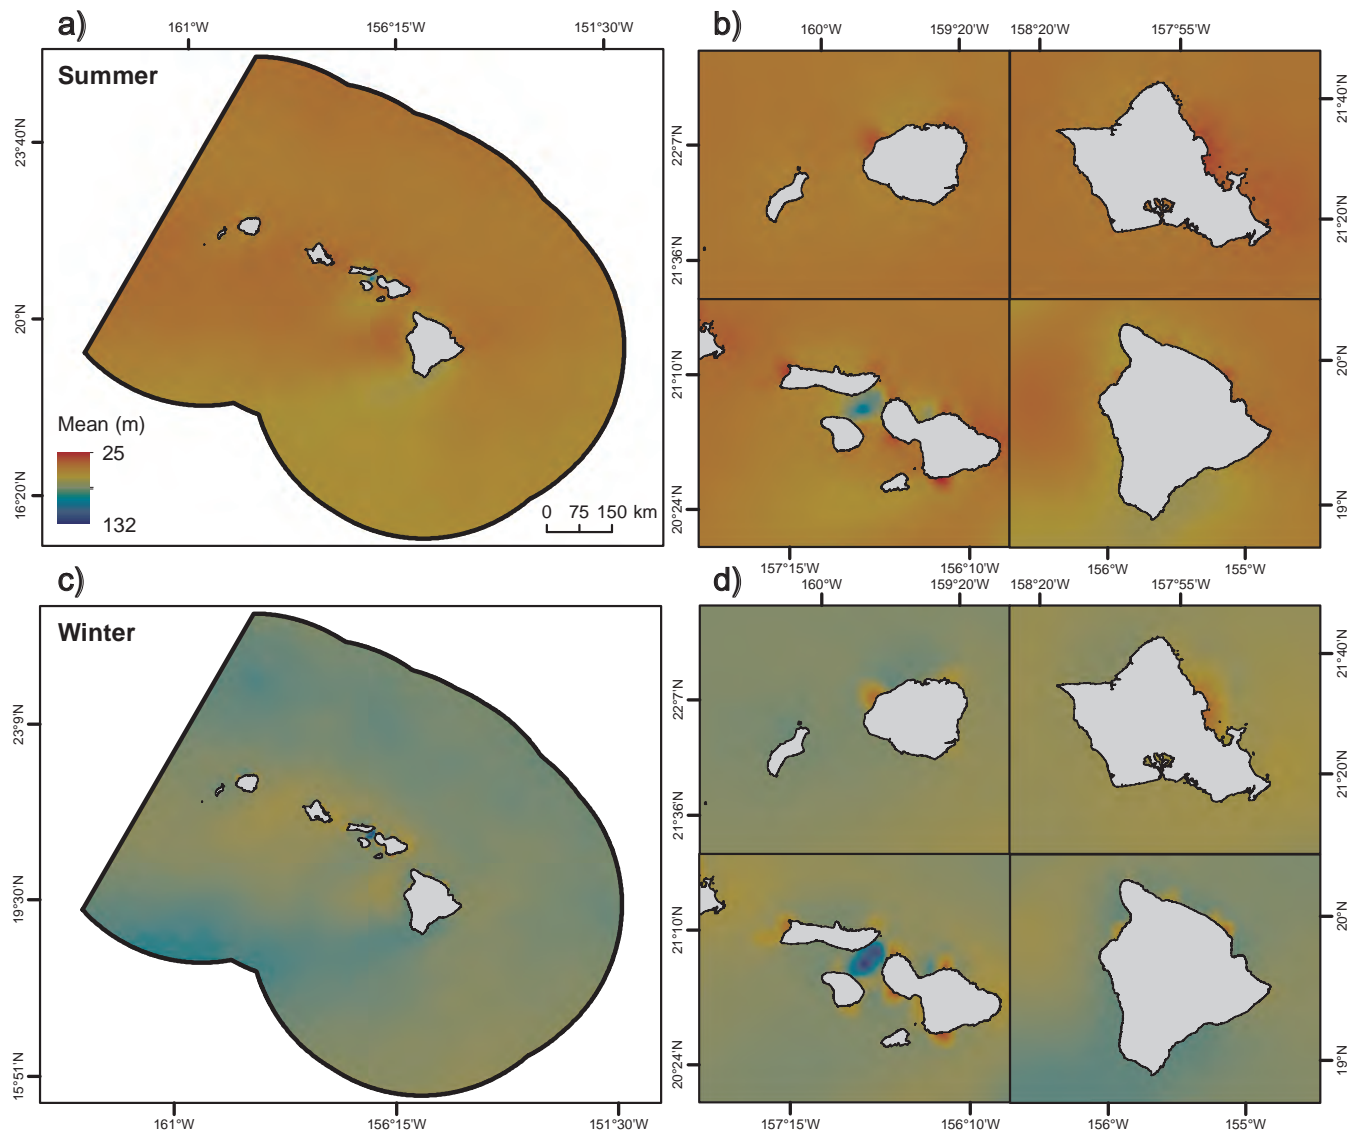 a)
161°W 156°15'W 151°30'W
Summer
23°40'N
20°N
16°20'N
Mean (m)
25
132
0 75 150 km
b)
160°W 159°20'W 158°20'W 157°55'W
22°7'N
21°36'N
21°40'N
21°20'N
21°10'N
20°24'N
20°N
19°N
157°15'W 156°10'W 156°W 155°W
c)
Winter
23°9'N
19°30'N
15°51'N
161°W 156°15'W 151°30'W
d)
160°W 159°20'W 158°20'W 157°55'W
22°7'N
21°36'N
21°40'N
21°20'N
21°10'N
20°24'N
20°N
19°N
157°15'W 156°10'W 156°W 155°W